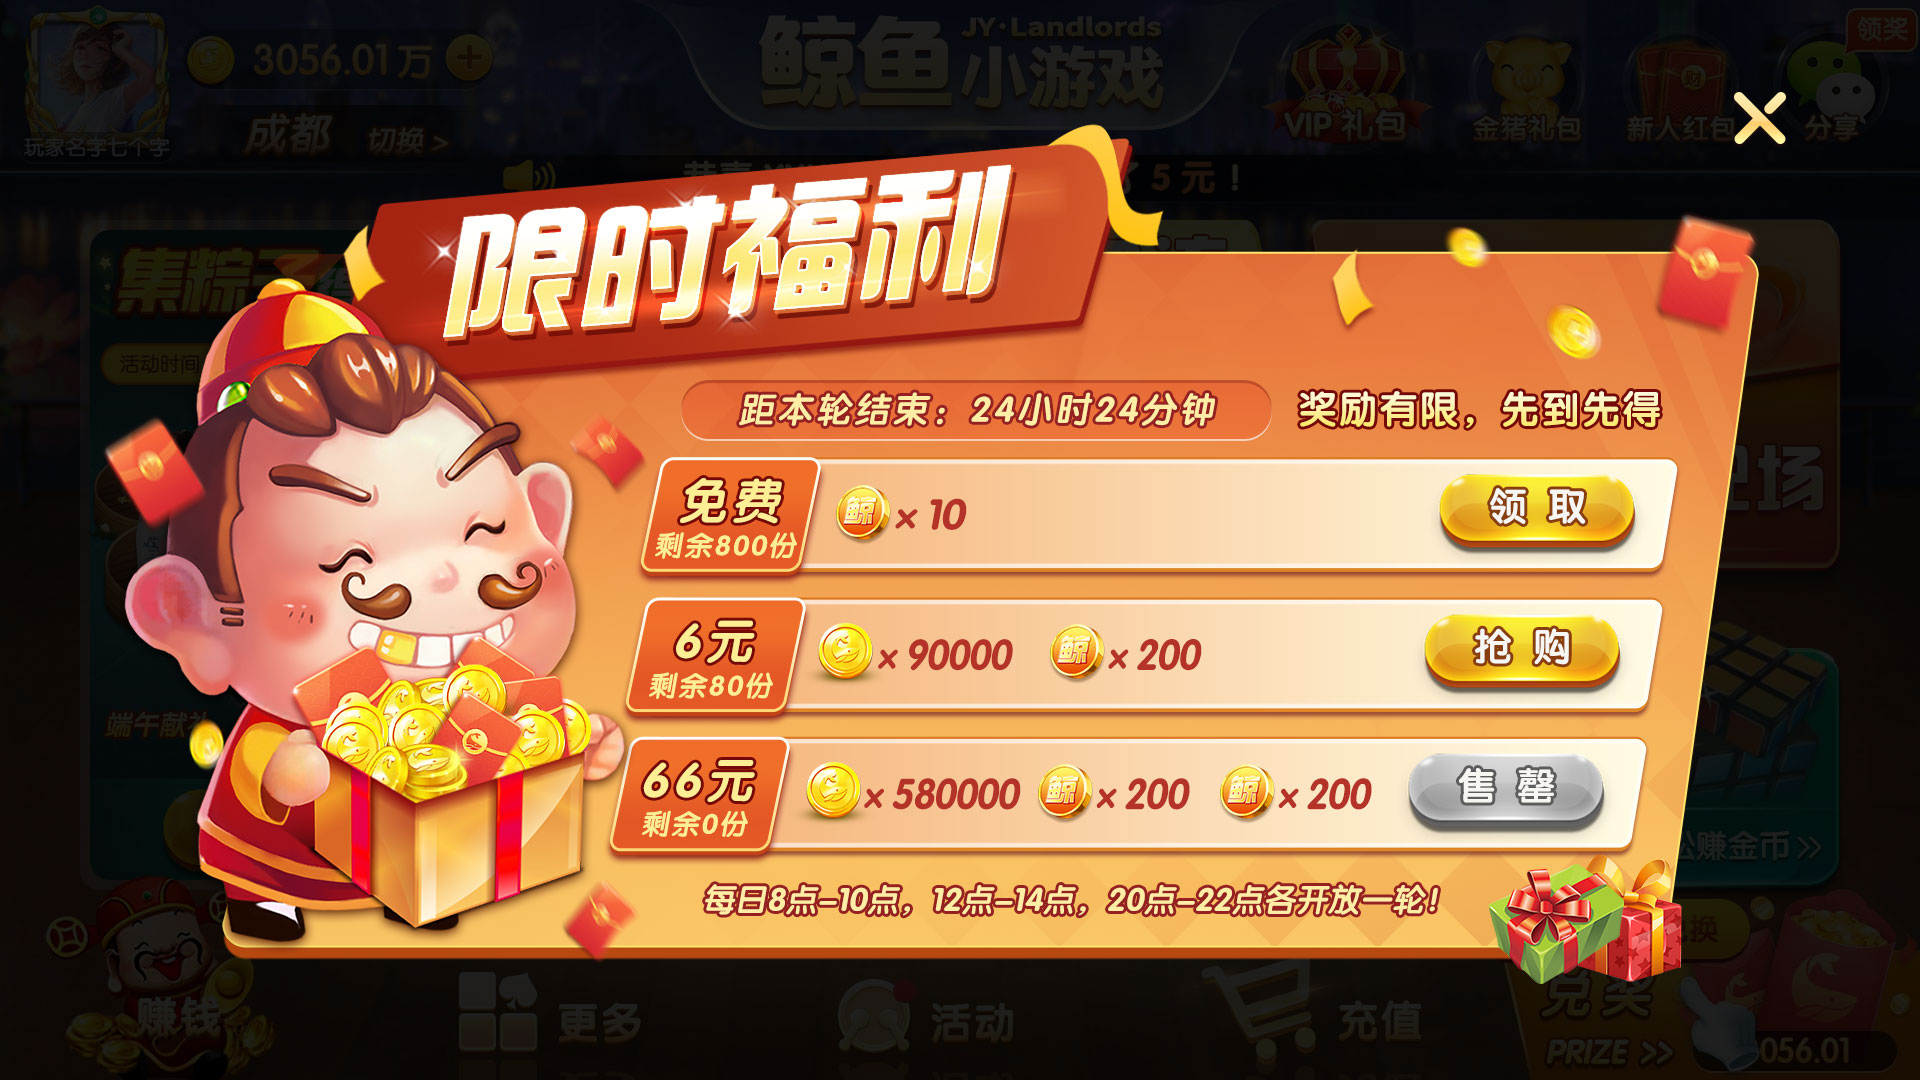 3056.01万
成都 切换 >
玩家名字七个字
鲸鱼
JY·Landlords
小游戏
VIP 礼包
金猪礼包
新人红包
分享
领奖
5 元！
限时福利
集粽子
活动时间
距本轮结束：24小时24分钟
奖励有限，先到先得
免费
剩余800份
鲸 × 10
领 取
6元
剩余80份
× 90000 鲸 × 200
抢 购
66元
剩余0份
× 580000 鲸 × 200 鲸 × 200
售 罄
端午献礼
赚金币 >>
每日8点-10点，12点-14点，20点-22点各开放一轮！
赚钱
更多
活动
充值
兑奖
PRIZE >>
056.01